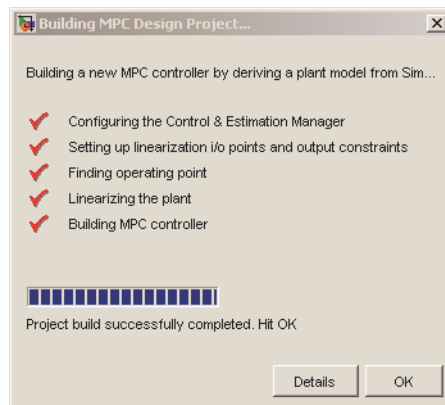 Building MPC Design Project...
Building a new MPC controller by deriving a plant model from Sim...
Configuring the Control & Estimation Manager
Setting up linearization i/o points and output constraints
Finding operating point
Linearizing the plant
Building MPC controller
Project build successfully completed. Hit OK
Details OK